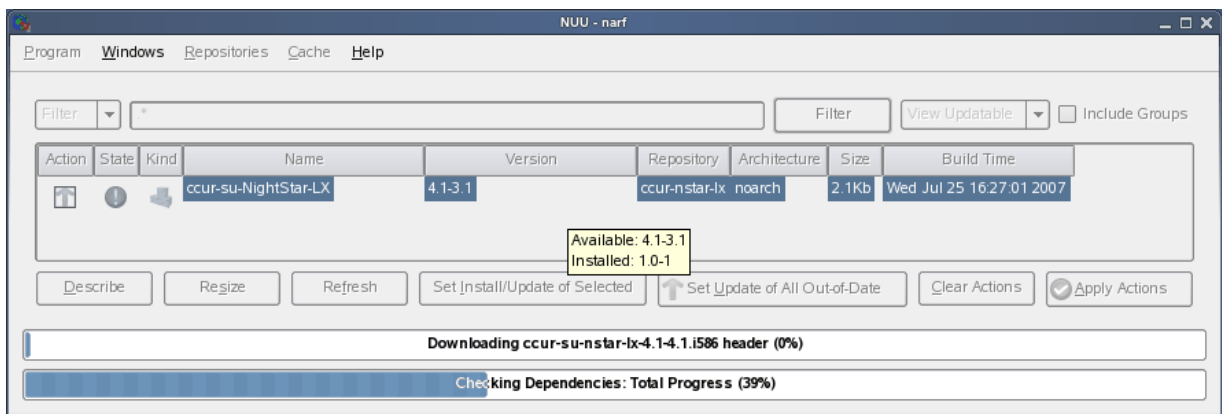 NUU - narf
Program Windows Repositories Cache Help
Filter .* Filter View Updatable Include Groups
Action State Kind Name Version Repository Architecture Size Build Time
ccur-su-NightStar-LX 4.1-3.1 ccur-nstar-lx noarch 2.1Kb Wed Jul 25 16:27:01 2007
Available: 4.1-3.1
Installed: 1.0-1
Describe Resize Refresh Set Install/Update of Selected Set Update of All Out-of-Date Clear Actions Apply Actions
Downloading ccur-su-nstar-lx-4.1-4.1.i586 header (0%)
Checking Dependencies: Total Progress (39%)